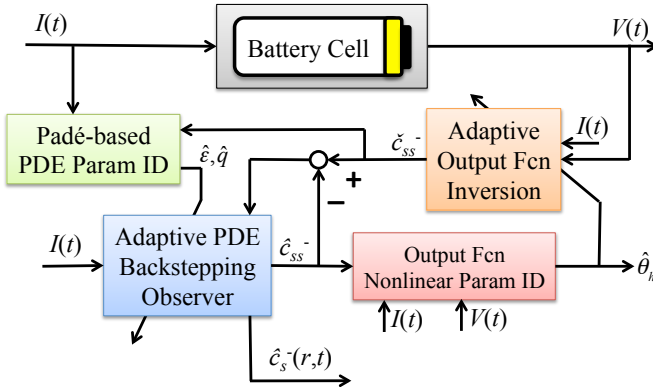 I(t)
Battery Cell
V(t)
Padé-based
PDE Param ID
ε̂,q̂
č_ss^-
Adaptive
Output Fcn
Inversion
I(t)
+
−
I(t)
Adaptive PDE
Backstepping
Observer
ĉ_ss^-
Output Fcn
Nonlinear Param ID
θ̂_h
I(t)
V(t)
ĉ_s^-(r,t)